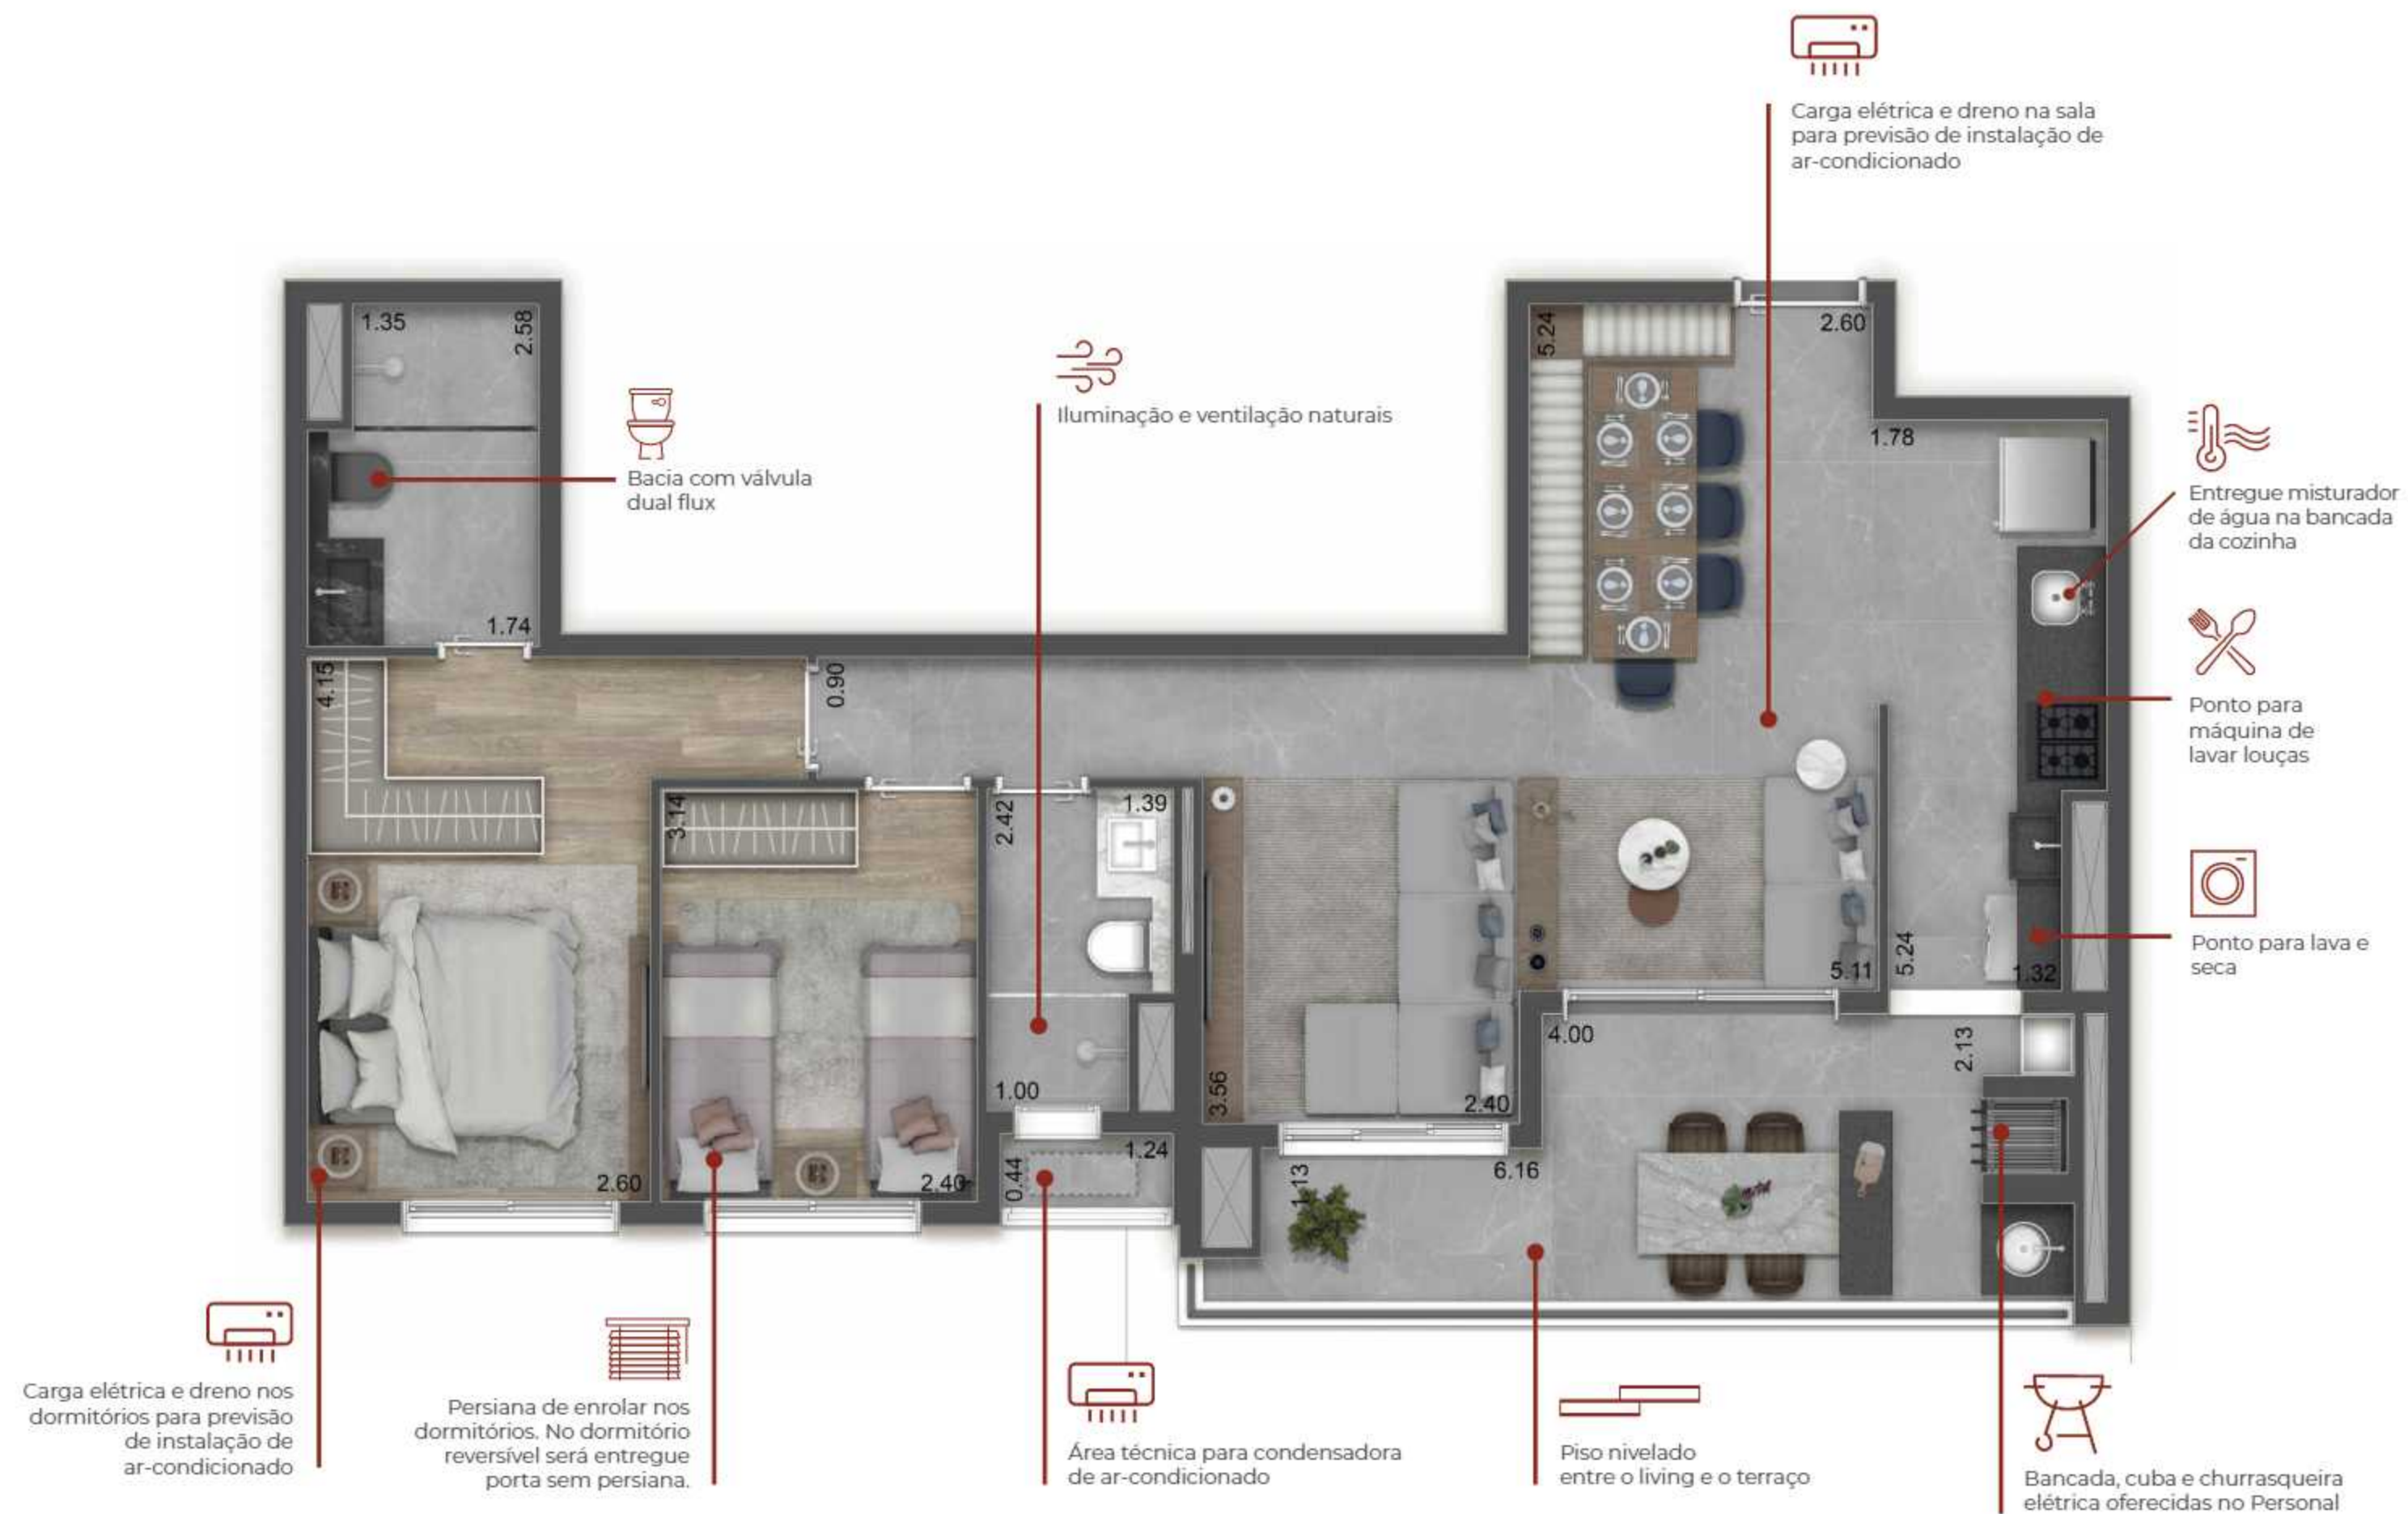 Carga elétrica e dreno na sala
para previsão de instalação de
ar-condicionado
1.35
2.58
5.24
2.60
Iluminação e ventilação naturais
1.78
Bacia com válvula
dual flux
Entregue misturador
de água na bancada
da cozinha
1.74
4.15
0.90
Ponto para
máquina de
lavar louças
3.14
2.42
1.39
Ponto para lava e
seca
5.11
5.24
1.32
4.00
2.13
1.00
3.56
2.40
2.60
2.40
0.44
1.24
1.13
6.16
Carga elétrica e dreno nos
dormitórios para previsão
de instalação de
ar-condicionado
Persiana de enrolar nos
dormitórios. No dormitório
reversível será entregue
porta sem persiana.
Área técnica para condensadora
de ar-condicionado
Piso nivelado
entre o living e o terraço
Bancada, cuba e churrasqueira
elétrica oferecidas no Personal